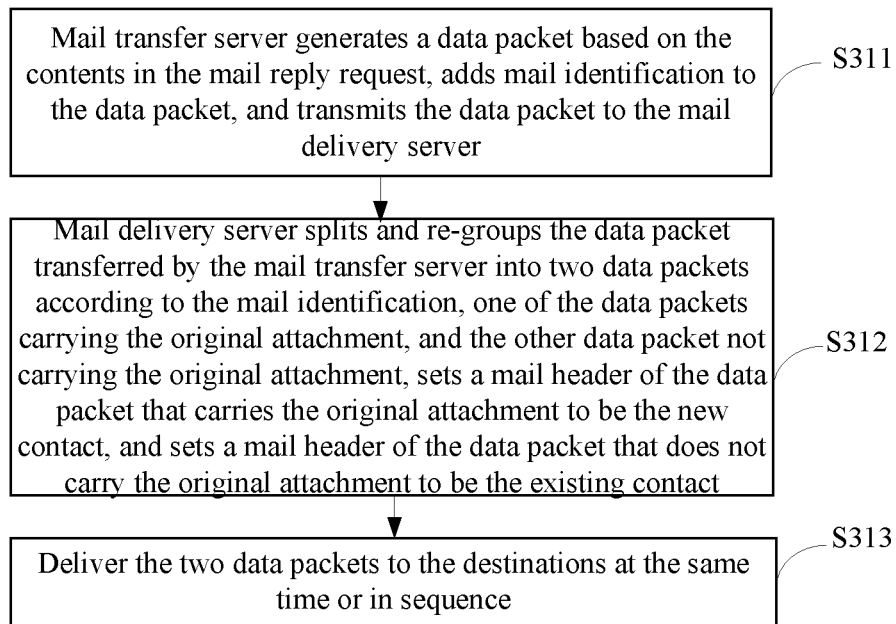 Mail transfer server generates a data packet based on the
contents in the mail reply request, adds mail identification to
the data packet, and transmits the data packet to the mail
delivery server
S311
Mail delivery server splits and re-groups the data packet
transferred by the mail transfer server into two data packets
according to the mail identification, one of the data packets
carrying the original attachment, and the other data packet not
carrying the original attachment, sets a mail header of the data
packet that carries the original attachment to be the new
contact, and sets a mail header of the data packet that does not
carry the original attachment to be the existing contact
S312
Deliver the two data packets to the destinations at the same
time or in sequence
S313